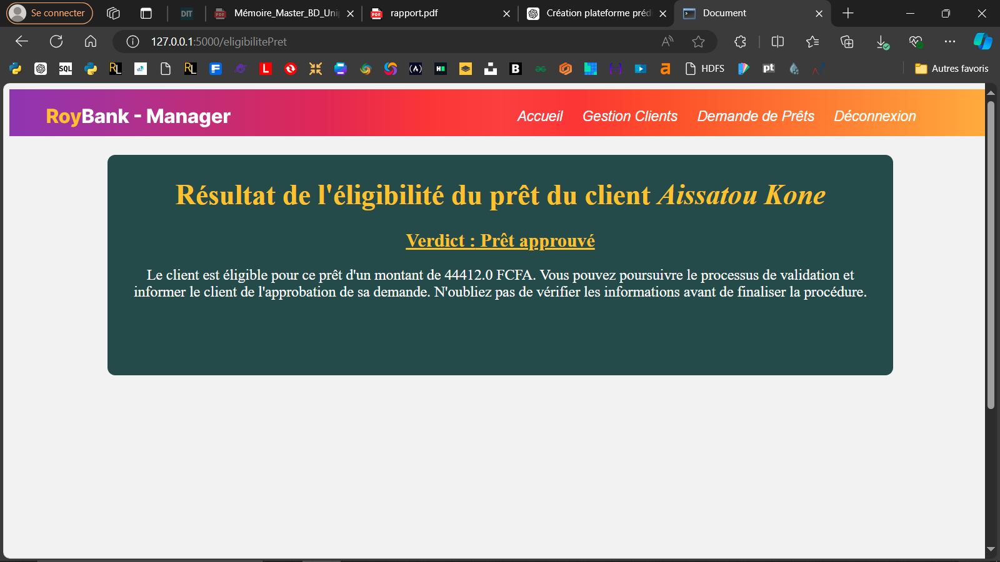 Se connecter
DIT
Mémoire_Master_BD_Uni
rapport.pdf
Création plateforme préd
Document
127.0.0.1:5000/eligibilitePret
SQL
RL
RL
HDFS
pt
Autres favoris
RoyBank - Manager
Accueil
Gestion Clients
Demande de Prêts
Déconnexion
Résultat de l'éligibilité du prêt du client Aissatou Kone
Verdict : Prêt approuvé
Le client est éligible pour ce prêt d'un montant de 44412.0 FCFA. Vous pouvez poursuivre le processus de validation et
informer le client de l'approbation de sa demande. N'oubliez pas de vérifier les informations avant de finaliser la procédure.